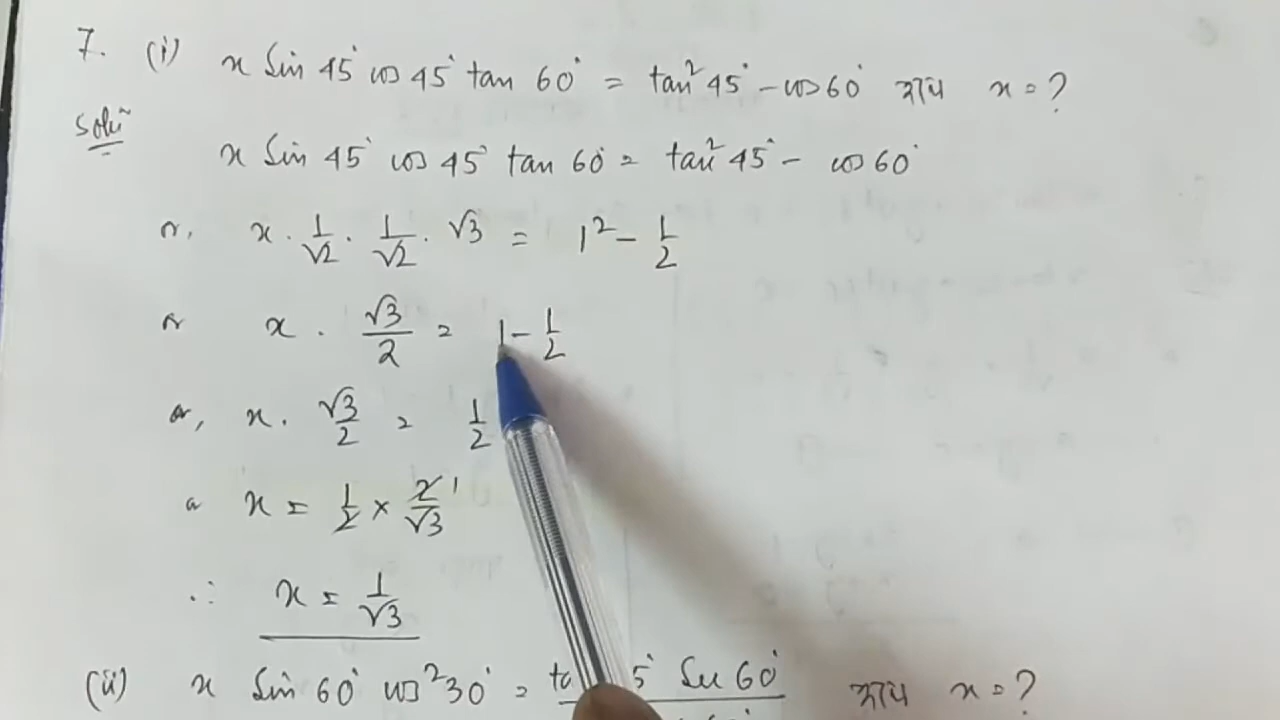 7. (i) x Sin 45° cos 45° tan 60° = tan² 45° - cos 60° হলে x = ?
Solⁿ
x Sin 45° cos 45° tan 60° = tan² 45° - cos 60°
or, x · 1/√2 · 1/√2 · √3 = 1² - 1/2
or x · √3/2 = 1 - 1/2
or, x · √3/2 = 1/2
or x = 1/2 × 2/√3 1
∴ x = 1/√3
(ii) x Sin 60° cos² 30° = 5° Sec 60° হলে x = ?